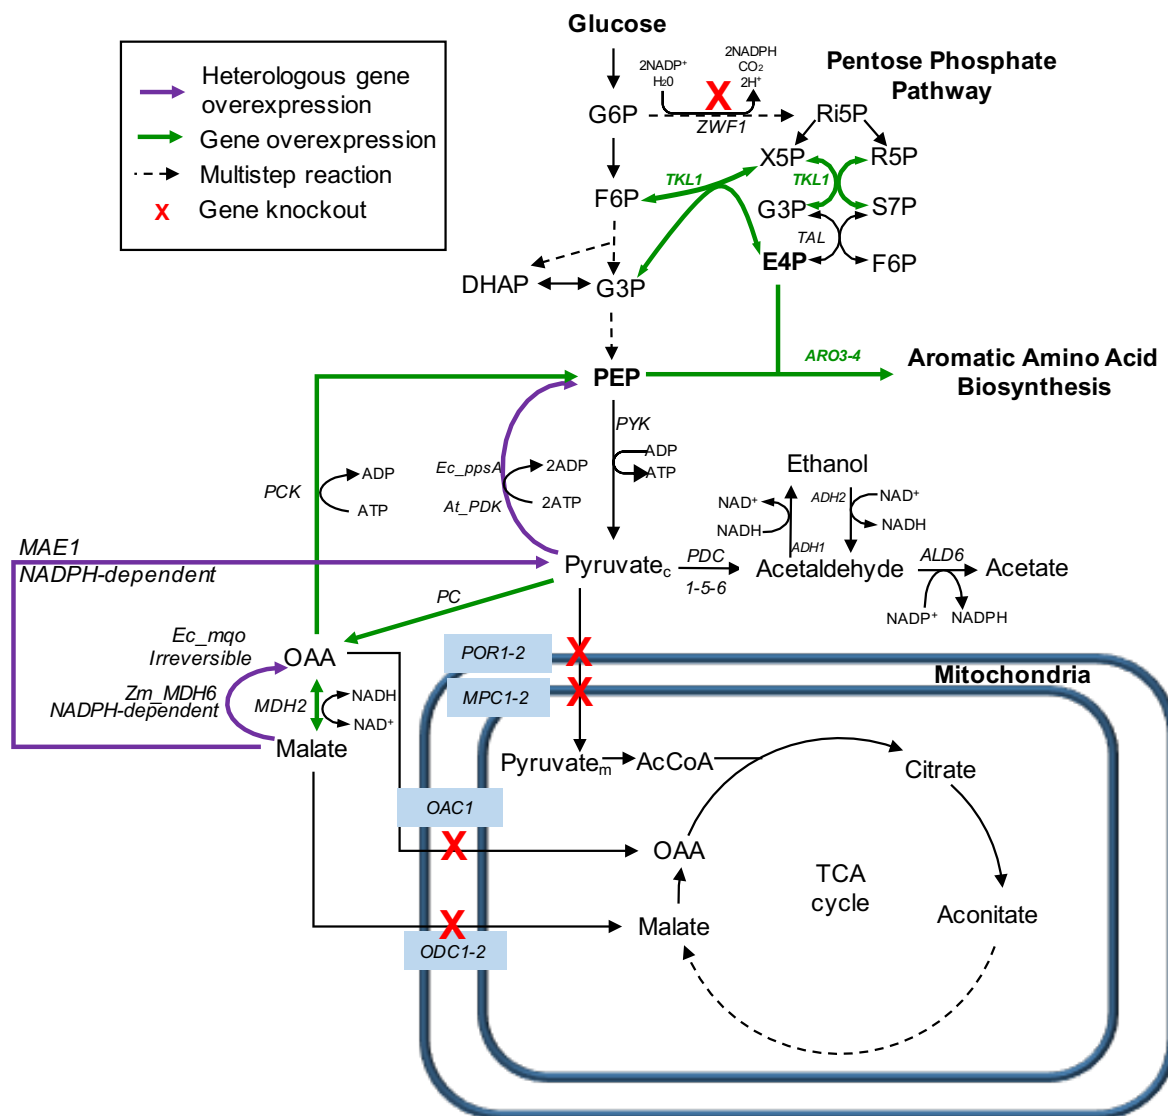 Glucose
Heterologous gene
overexpression
Gene overexpression
Multistep reaction
X Gene knockout
2NADP⁺
H₂0
2NADPH
CO₂
2H⁺
X
ZWF1
Pentose Phosphate
Pathway
G6P
Ri5P
X5P
R5P
TKL1
TKL1
F6P
G3P
S7P
TAL
E4P
F6P
DHAP
G3P
ARO3-4
PEP
Aromatic Amino Acid
Biosynthesis
PYK
ADP
ATP
Ec_ppsA
2ADP
At_PDK
2ATP
PCK
ADP
ATP
Ethanol
NAD⁺
NADH
ADH1
ADH2
NAD⁺
NADH
MAE1
NADPH-dependent
Pyruvatec
PDC
1-5-6
Acetaldehyde
ALD6
Acetate
NADP⁺
NADPH
PC
Ec_mqo
Irreversible
OAA
Zm_MDH6
NADPH-dependent
MDH2
NADH
NAD⁺
Malate
POR1-2
X
Mitochondria
MPC1-2
X
Pyruvatem
AcCoA
Citrate
OAC1
X
OAA
TCA
cycle
Aconitate
Malate
X
ODC1-2